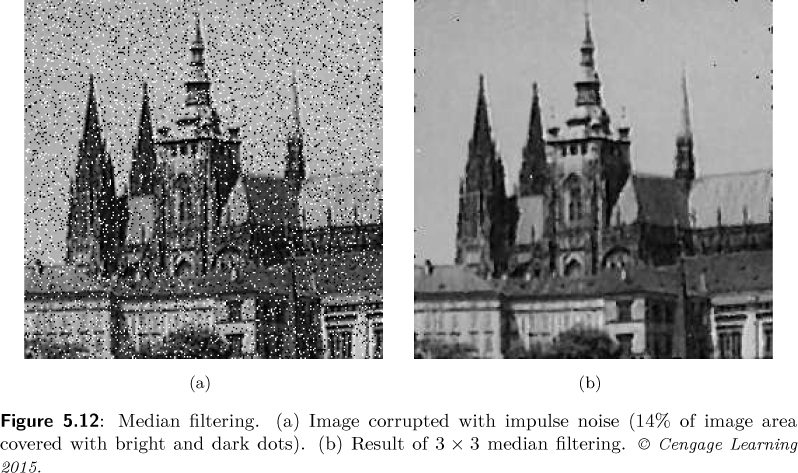 (a)
(b)
Figure 5.12: Median filtering. (a) Image corrupted with impulse noise (14% of image area
covered with bright and dark dots). (b) Result of 3 × 3 median filtering. © Cengage Learning
2015.